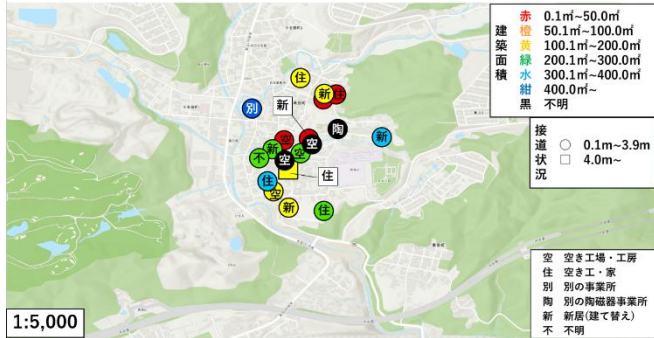 赤 0.1㎡~50.0㎡
建 橙 50.1㎡~100.0㎡
築 黄 100.1㎡~200.0㎡
面 緑 200.1㎡~300.0㎡
積 水 300.1㎡~400.0㎡
紺 400.0㎡~
黒 不明
接道状況
○ 0.1m~3.9m
□ 4.0m~
住
新
住
別
新
陶
新
空
空
新
空
不
空
住
住
空
新
住
空 空き工場・工房
住 空き工・家
別 別の事業所
陶 別の陶磁器事業所
新 新居(建て替え)
不 不明
1:5,000